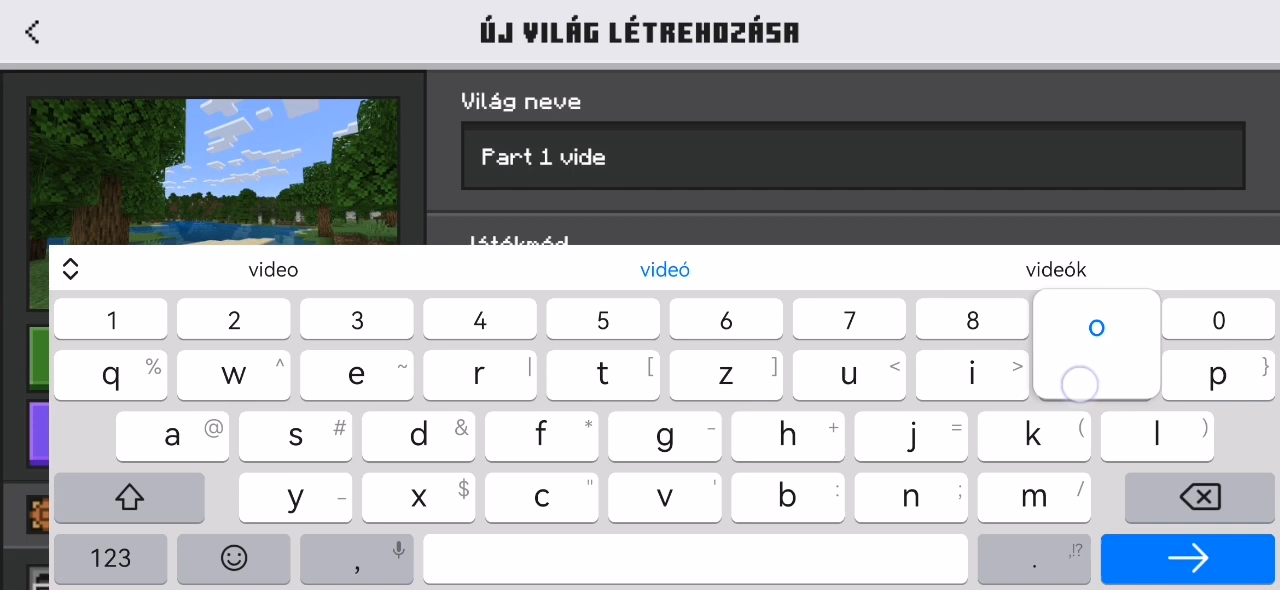 ÚJ VILÁG LÉTREHOZÁSA
Világ neve
Part 1 vide
Játékmód
video videó videók
1 2 3 4 5 6 7 8 o 0
q % w ^ e ~ r | t [ z ] u < i > p }
a @ s # d & f * g - h + j = k ( l )
y _ x $ c " v ' b : n ; m /
123 , . ,!?